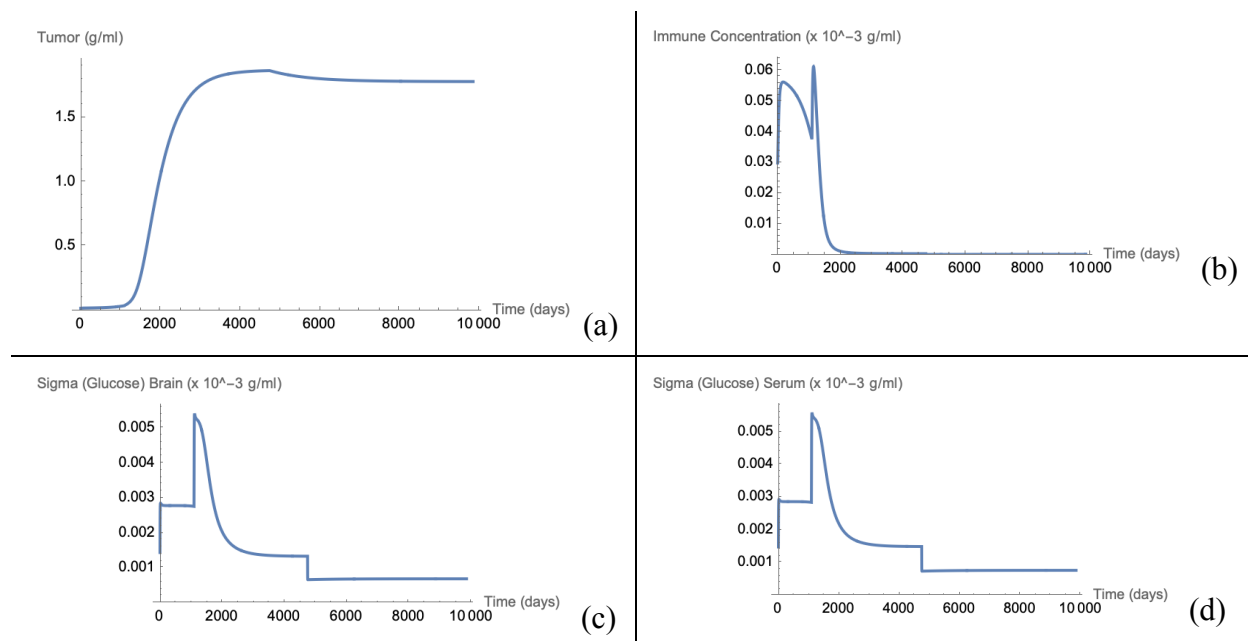 Tumor (g/ml)
1.5
1.0
0.5
0 2000 4000 6000 8000 10 000
Time (days)
(a)
Immune Concentration (x 10^−3 g/ml)
0.06
0.05
0.04
0.03
0.02
0.01
0 2000 4000 6000 8000 10 000
Time (days)
(b)
Sigma (Glucose) Brain (x 10^−3 g/ml)
0.005
0.004
0.003
0.002
0.001
0 2000 4000 6000 8000 10 000
Time (days)
(c)
Sigma (Glucose) Serum (x 10^−3 g/ml)
0.005
0.004
0.003
0.002
0.001
0 2000 4000 6000 8000 10 000
Time (days)
(d)